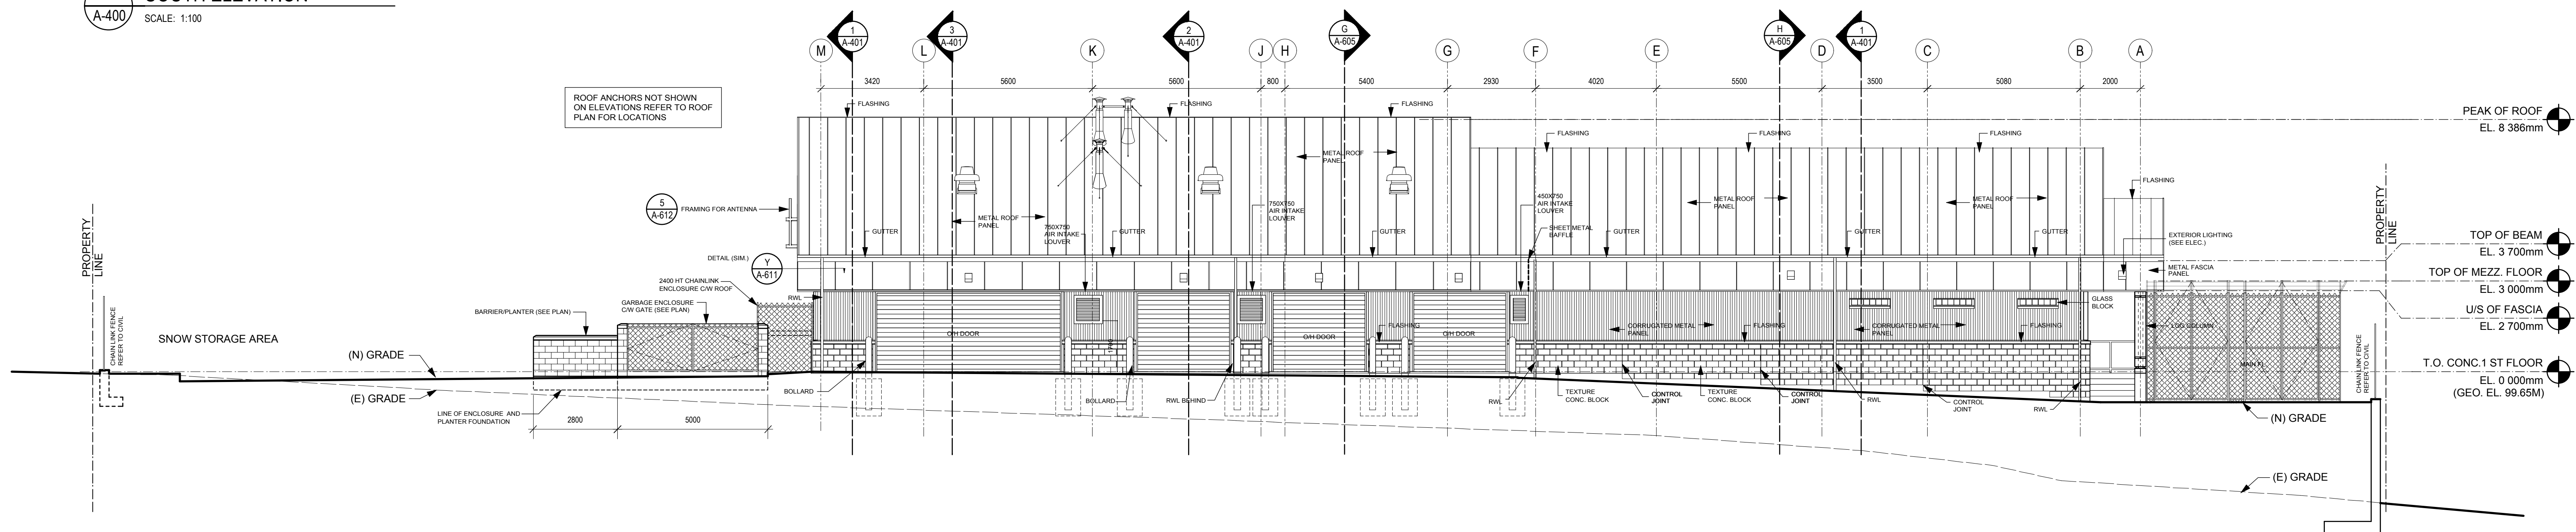 A-400
SCALE: 1:100
1
A-401
3
A-401
2
A-401
G
A-605
H
A-605
1
A-401
M
L
K
J
H
G
F
E
D
C
B
A
3420
5600
5600
800
5400
2930
4020
5500
3500
5080
2000
ROOF ANCHORS NOT SHOWN
ON ELEVATIONS REFER TO ROOF
PLAN FOR LOCATIONS
FLASHING
FLASHING
FLASHING
FLASHING
FLASHING
FLASHING
FLASHING
PEAK OF ROOF
EL. 8 386mm
METAL ROOF
PANEL
METAL ROOF
PANEL
METAL ROOF
PANEL
METAL ROOF
PANEL
5
A-612
FRAMING FOR ANTENNA
750X750
AIR INTAKE
LOUVER
750X750
AIR INTAKE
LOUVER
450X750
AIR INTAKE
LOUVER
SHEET METAL
BAFFLE
GUTTER
GUTTER
GUTTER
GUTTER
GUTTER
GUTTER
EXTERIOR LIGHTING
(SEE ELEC.)
METAL FASCIA
PANEL
PROPERTY
LINE
PROPERTY
LINE
TOP OF BEAM
EL. 3 700mm
TOP OF MEZZ. FLOOR
EL. 3 000mm
U/S OF FASCIA
EL. 2 700mm
T.O. CONC.1 ST FLOOR
EL. 0 000mm
(GEO. EL. 99.65M)
DETAIL (SIM.)
Y
A-611
2400 HT CHAINLINK
ENCLOSURE C/W ROOF
RWL
GARBAGE ENCLOSURE
C/W GATE (SEE PLAN)
BARRIER/PLANTER (SEE PLAN)
CHAIN LINK FENCE
REFER TO CIVIL
SNOW STORAGE AREA
(N) GRADE
(E) GRADE
LINE OF ENCLOSURE AND
PLANTER FOUNDATION
2800
5000
O/H DOOR
O/H DOOR
O/H DOOR
1700
FLASHING
FLASHING
FLASHING
CORRUGATED METAL
PANEL
CORRUGATED METAL
PANEL
GLASS
BLOCK
LOG COLUMN
MAIN FL.
CHAIN LINK FENCE
REFER TO CIVIL
BOLLARD
BOLLARD
RWL BEHIND
RWL
TEXTURE
CONC. BLOCK
CONTROL
JOINT
TEXTURE
CONC. BLOCK
CONTROL
JOINT
RWL
CONTROL
JOINT
RWL
(N) GRADE
(E) GRADE